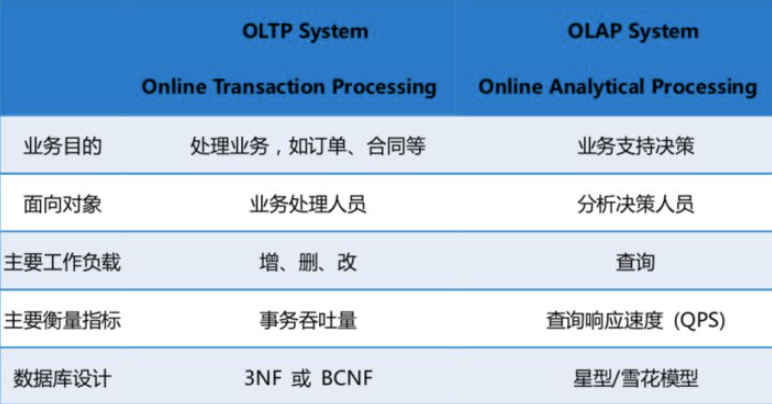 OLTP System OLAP System
Online Transaction Processing Online Analytical Processing
业务目的 处理业务，如订单、合同等 业务支持决策
面向对象 业务处理人员 分析决策人员
主要工作负载 增、删、改 查询
主要衡量指标 事务吞吐量 查询响应速度 (QPS)
数据库设计 3NF 或 BCNF 星型/雪花模型